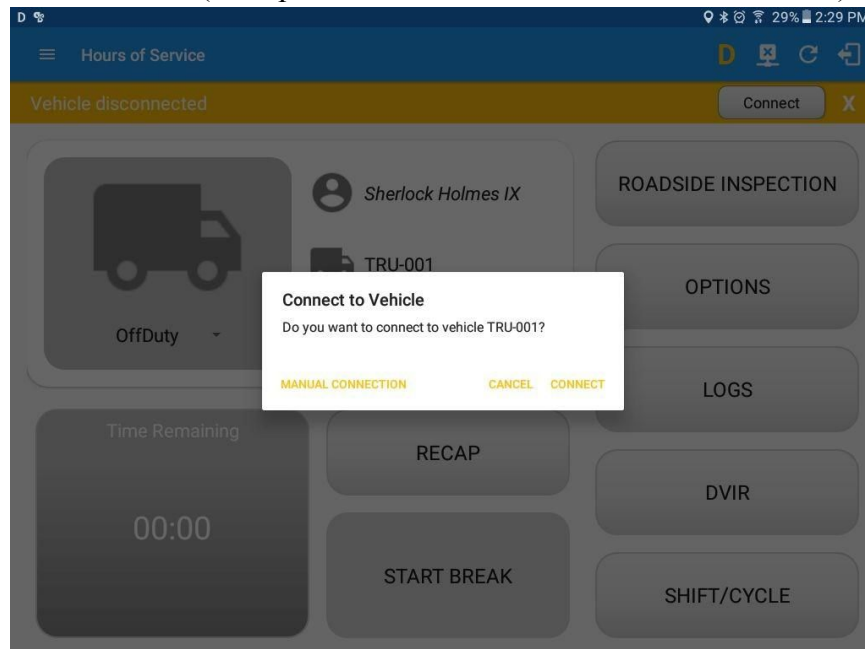 D
29% 2:29 PM
Hours of Service
D
Vehicle disconnected
Connect X
Sherlock Holmes IX
TRU-001
OffDuty
ROADSIDE INSPECTION
OPTIONS
LOGS
DVIR
SHIFT/CYCLE
Connect to Vehicle
Do you want to connect to vehicle TRU-001?
MANUAL CONNECTION CANCEL CONNECT
Time Remaining
00:00
RECAP
START BREAK